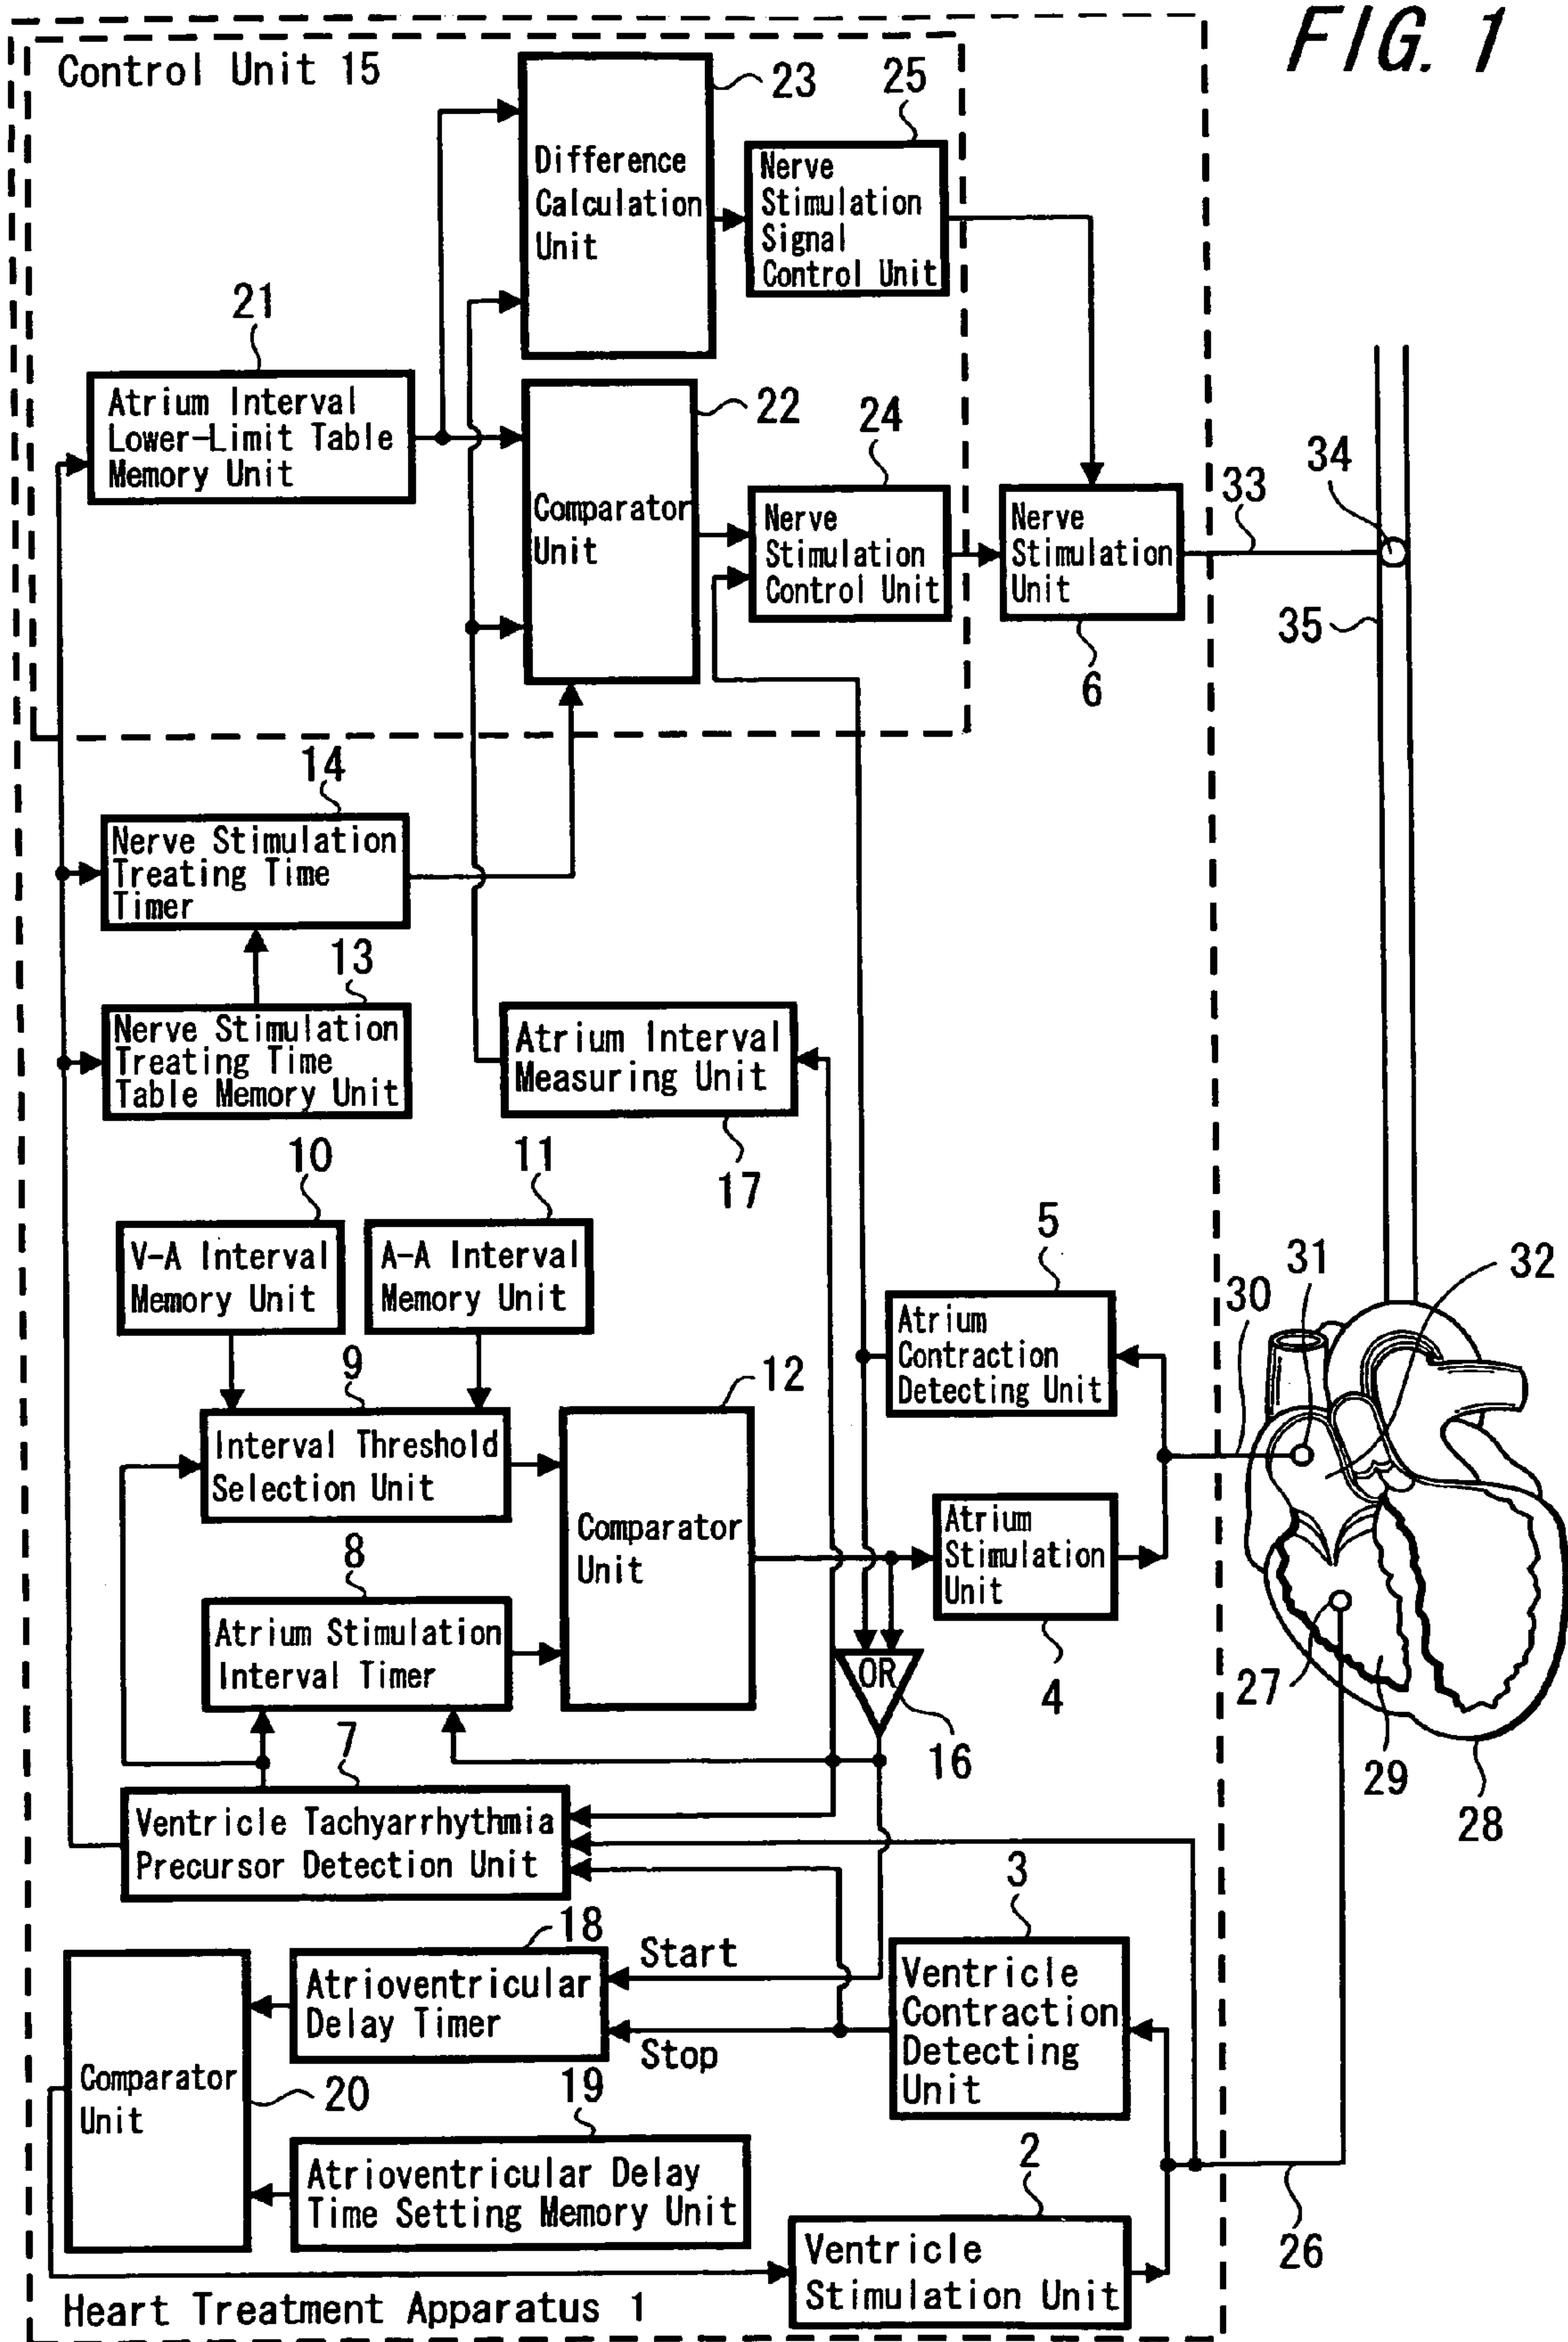 FIG. 1
Control Unit 15
23
Difference
Calculation
Unit
25
Nerve
Stimulation
Signal
Control Unit
21
Atrium Interval
Lower-Limit Table
Memory Unit
22
Comparator
Unit
24
Nerve
Stimulation
Control Unit
Nerve
Stimulation
Unit
6
33
34
35
14
Nerve Stimulation
Treating Time
Timer
13
Nerve Stimulation
Treating Time
Table Memory Unit
Atrium Interval
Measuring Unit
17
10
V-A Interval
Memory Unit
11
A-A Interval
Memory Unit
5
Atrium
Contraction
Detecting Unit
30
31
32
9
Interval Threshold
Selection Unit
12
Comparator
Unit
8
Atrium Stimulation
Interval Timer
Atrium
Stimulation
Unit
4
OR
16
27
29
28
7
Ventricle Tachyarrhythmia
Precursor Detection Unit
3
Ventricle
Contraction
Detecting
Unit
18
Atrioventricular
Delay Timer
Start
Stop
Comparator
Unit
20
19
Atrioventricular Delay
Time Setting Memory Unit
2
Ventricle
Stimulation Unit
26
Heart Treatment Apparatus 1